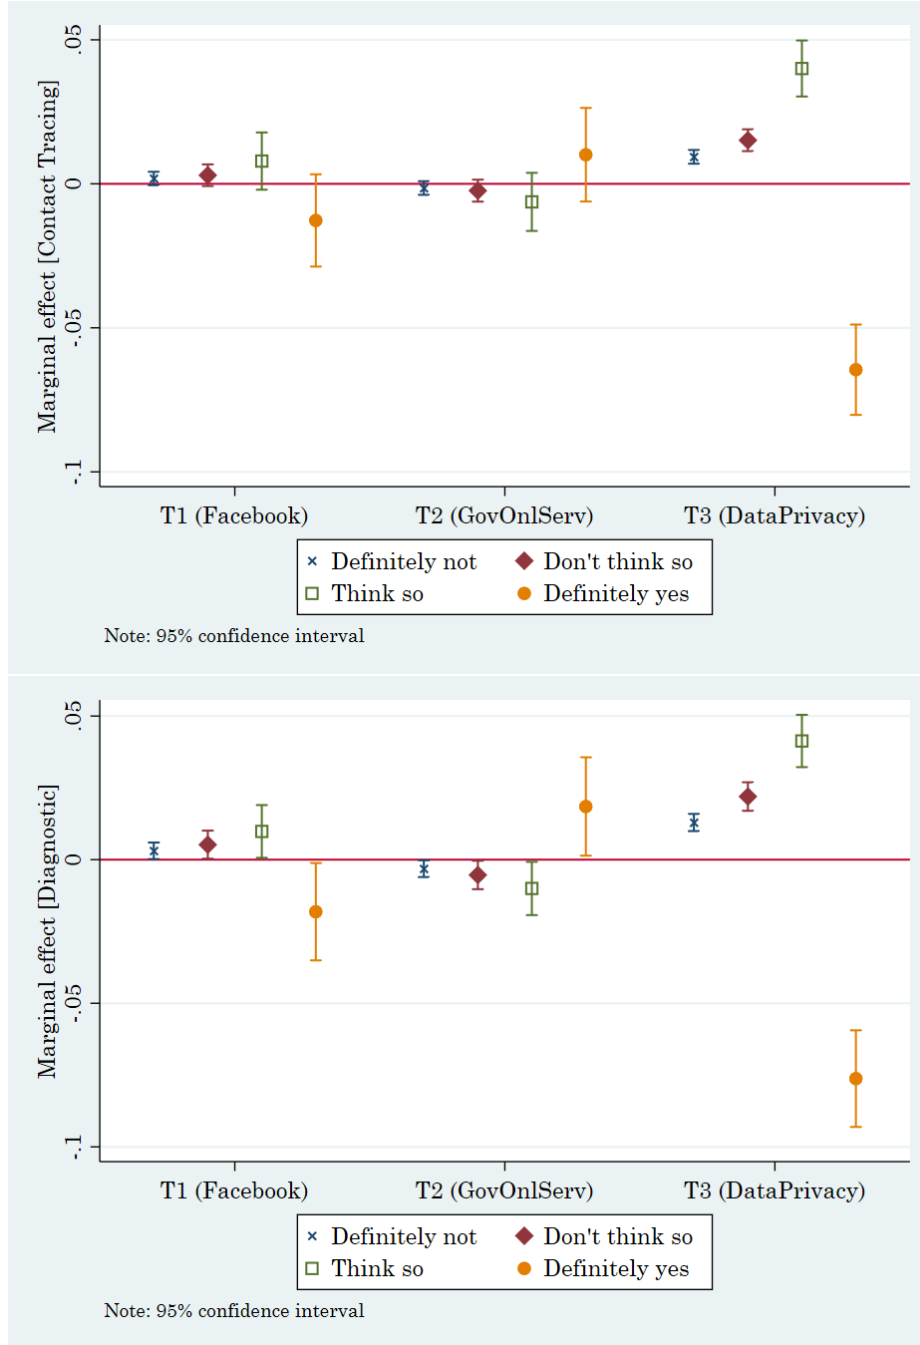 Marginal effect [Contact Tracing]
.05
0
-.05
-.1
T1 (Facebook) T2 (GovOnlServ) T3 (DataPrivacy)
Definitely not Don't think so
Think so Definitely yes
Note: 95% confidence interval
Marginal effect [Diagnostic]
.05
0
-.05
-.1
T1 (Facebook) T2 (GovOnlServ) T3 (DataPrivacy)
Definitely not Don't think so
Think so Definitely yes
Note: 95% confidence interval